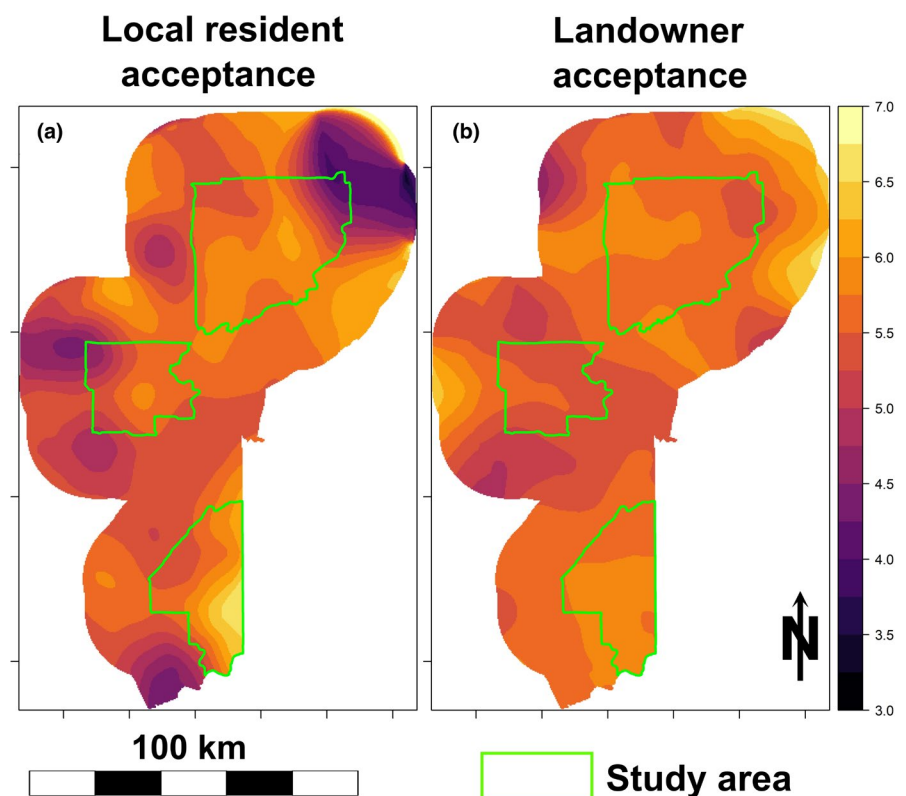 Local resident
acceptance
Landowner
acceptance
(a)
(b)
7.0
6.5
6.0
5.5
5.0
4.5
4.0
3.5
3.0
N
100 km
Study area